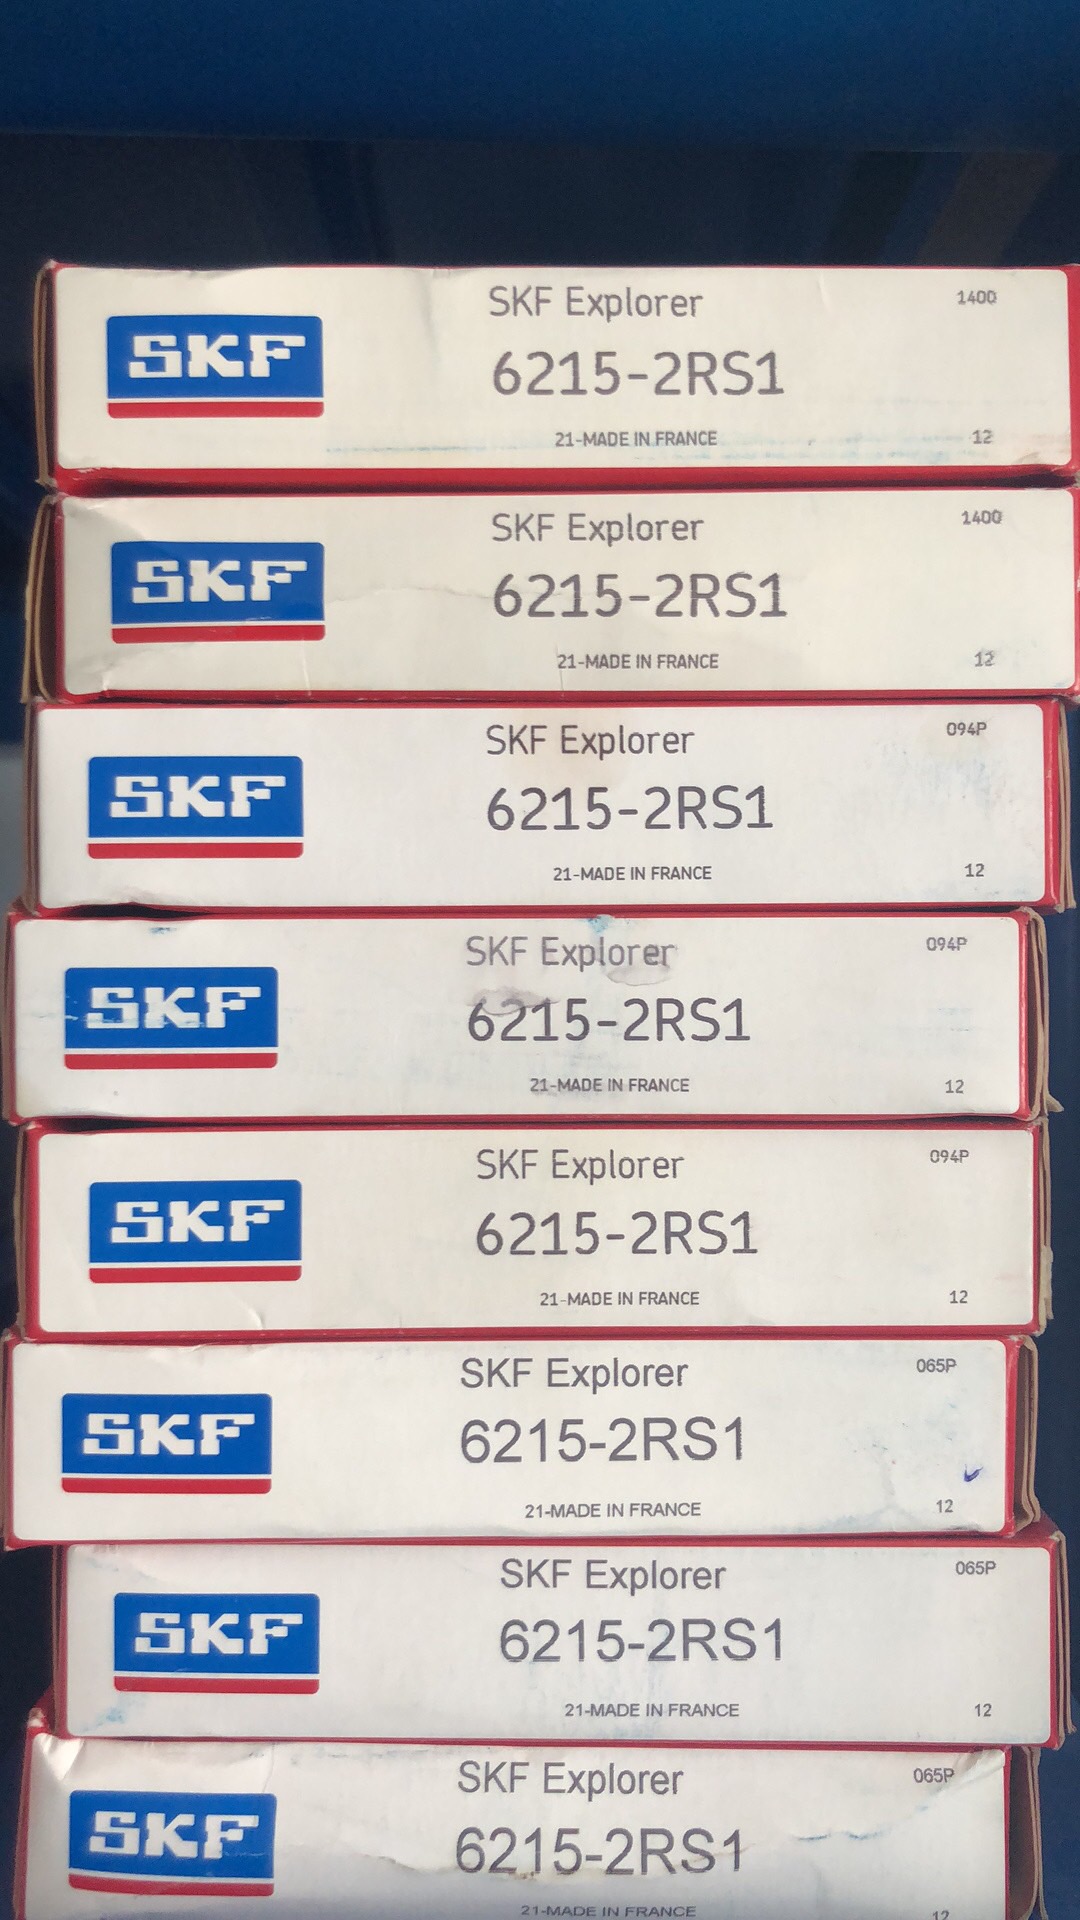 SKF
SKF Explorer
1400
6215-2RS1
21-MADE IN FRANCE
12
SKF
SKF Explorer
1400
6215-2RS1
21-MADE IN FRANCE
12
SKF
SKF Explorer
094P
6215-2RS1
21-MADE IN FRANCE
12
SKF
SKF Explorer
094P
6215-2RS1
21-MADE IN FRANCE
12
SKF
SKF Explorer
094P
6215-2RS1
21-MADE IN FRANCE
12
SKF
SKF Explorer
065P
6215-2RS1
21-MADE IN FRANCE
12
SKF
SKF Explorer
065P
6215-2RS1
21-MADE IN FRANCE
12
SKF
SKF Explorer
065P
6215-2RS1
21-MADE IN FRANCE
12